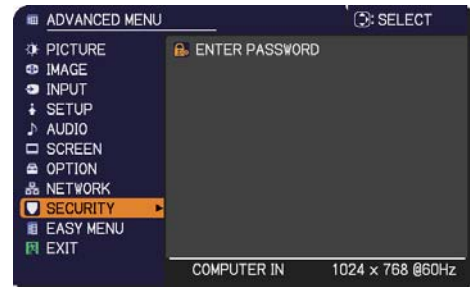 ADVANCED MENU
: SELECT
PICTURE
ENTER PASSWORD
IMAGE
INPUT
SETUP
AUDIO
SCREEN
OPTION
NETWORK
SECURITY
EASY MENU
EXIT
COMPUTER IN 1024 x 768 @60Hz